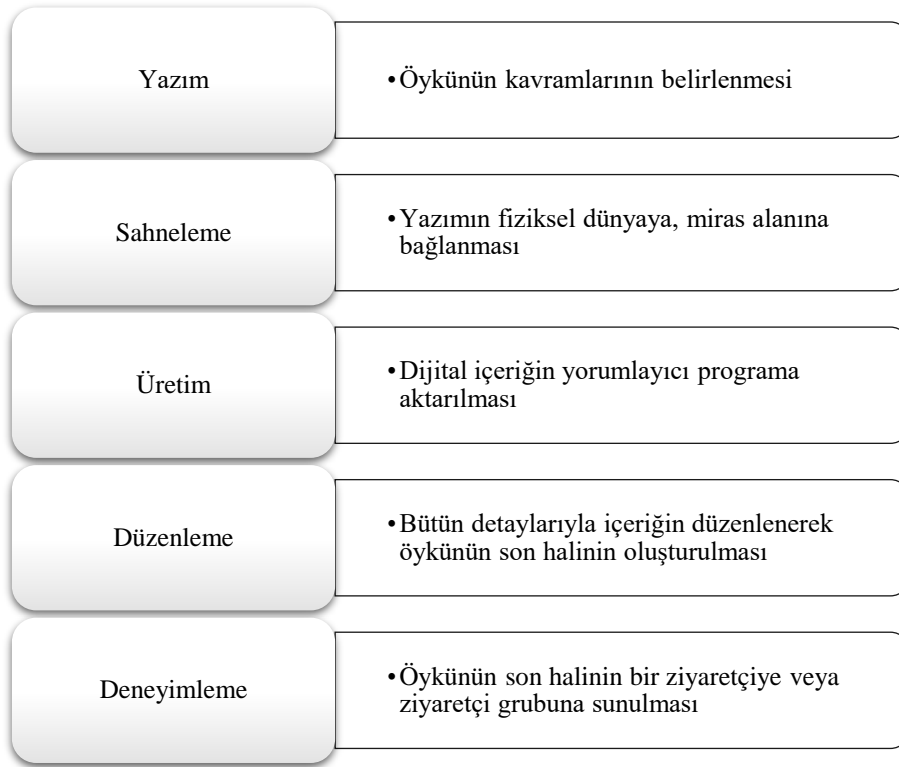 Yazım
•Öykünün kavramlarının belirlenmesi
Sahneleme
•Yazımın fiziksel dünyaya, miras alanına
bağlanması
Üretim
•Dijital içeriğin yorumlayıcı programa
aktarılması
Düzenleme
•Bütün detaylarıyla içeriğin düzenlenerek
öykünün son halinin oluşturulması
Deneyimleme
•Öykünün son halinin bir ziyaretçiye veya
ziyaretçi grubuna sunulması